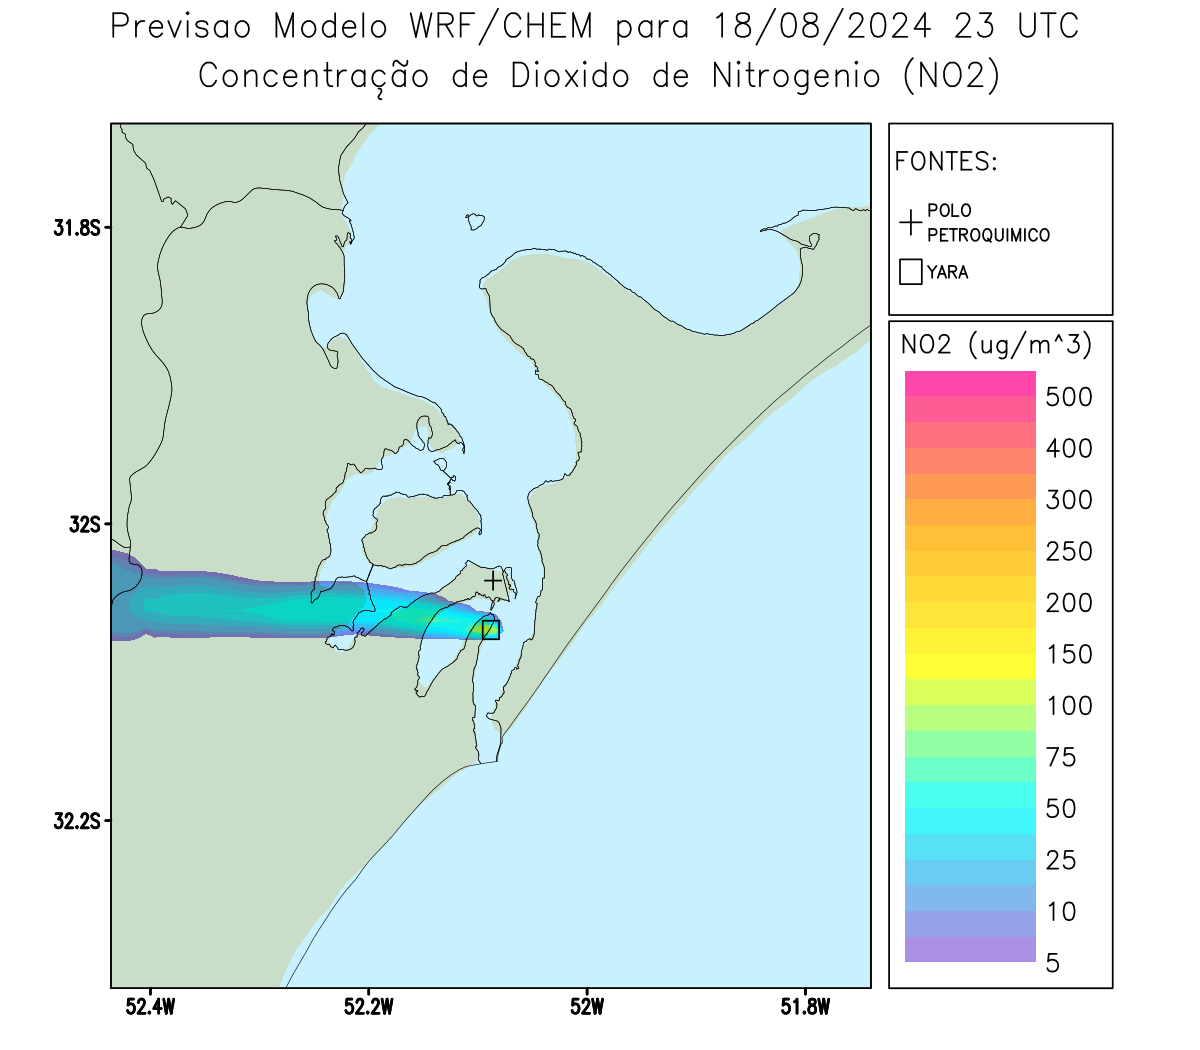 Previsao Modelo WRF/CHEM para 18/08/2024 23 UTC
Concentração de Dioxido de Nitrogenio (NO2)
FONTES:
POLO
PETROQUIMICO
YARA
31.8S
32S
32.2S
52.4W
52.2W
52W
51.8W
NO2 (ug/m^3)
500
400
300
250
200
150
100
75
50
25
10
5